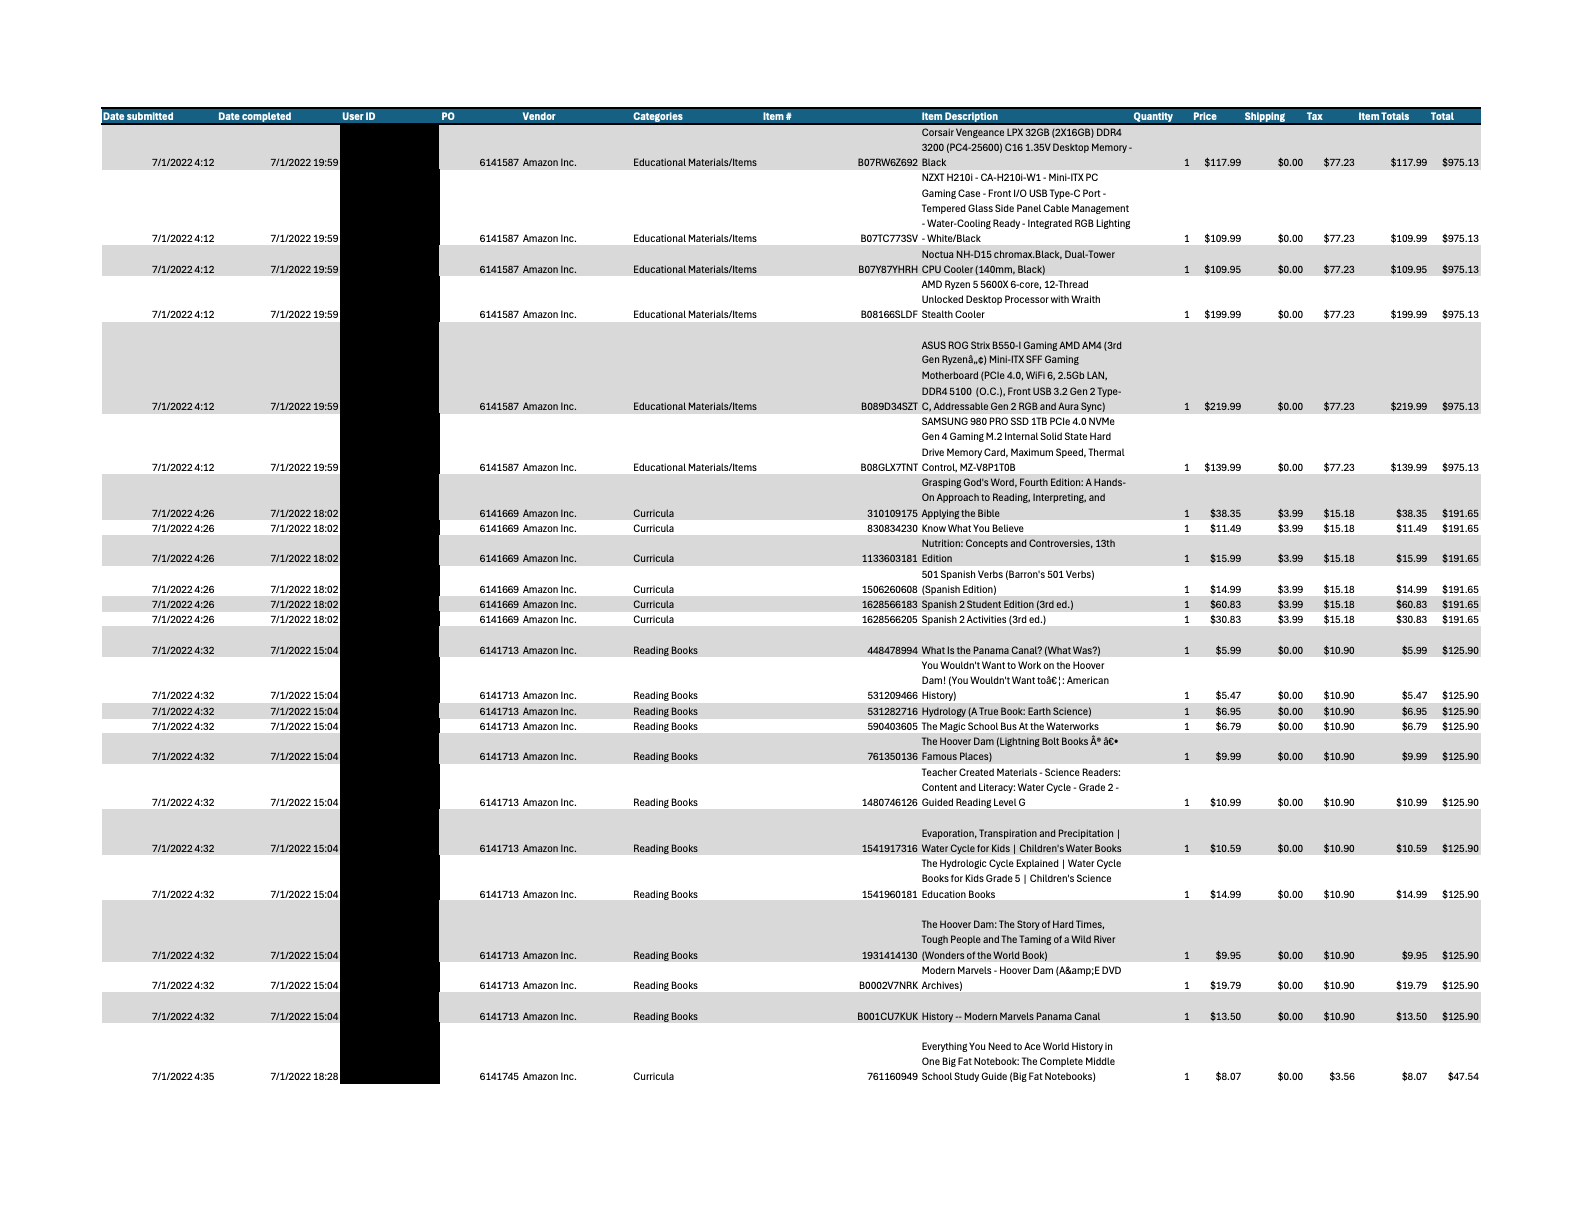 Date submitted Date completed User ID PO Vendor Categories Item # Item Description Quantity Price Shipping Tax Item Totals Total
Corsair Vengeance LPX 32GB (2X16GB) DDR4
3200 (PC4-25600) C16 1.35V Desktop Memory -
7/1/2022 4:12 7/1/2022 19:59 6141587 Amazon Inc. Educational Materials/Items B07RW6Z692 Black 1 $117.99 $0.00 $77.23 $117.99 $975.13
NZXT H210i - CA-H210i-W1 - Mini-ITX PC
Gaming Case - Front I/O USB Type-C Port -
Tempered Glass Side Panel Cable Management
- Water-Cooling Ready - Integrated RGB Lighting
7/1/2022 4:12 7/1/2022 19:59 6141587 Amazon Inc. Educational Materials/Items B07TC773SV - White/Black 1 $109.99 $0.00 $77.23 $109.99 $975.13
Noctua NH-D15 chromax.Black, Dual-Tower
7/1/2022 4:12 7/1/2022 19:59 6141587 Amazon Inc. Educational Materials/Items B07Y87YHRH CPU Cooler (140mm, Black) 1 $109.95 $0.00 $77.23 $109.95 $975.13
AMD Ryzen 5 5600X 6-core, 12-Thread
Unlocked Desktop Processor with Wraith
7/1/2022 4:12 7/1/2022 19:59 6141587 Amazon Inc. Educational Materials/Items B08166SLDF Stealth Cooler 1 $199.99 $0.00 $77.23 $199.99 $975.13
ASUS ROG Strix B550-I Gaming AMD AM4 (3rd
Gen Ryzenâ„¢) Mini-ITX SFF Gaming
Motherboard (PCIe 4.0, WiFi 6, 2.5Gb LAN,
DDR4 5100 (O.C.), Front USB 3.2 Gen 2 Type-
7/1/2022 4:12 7/1/2022 19:59 6141587 Amazon Inc. Educational Materials/Items B089D34SZT C, Addressable Gen 2 RGB and Aura Sync) 1 $219.99 $0.00 $77.23 $219.99 $975.13
SAMSUNG 980 PRO SSD 1TB PCIe 4.0 NVMe
Gen 4 Gaming M.2 Internal Solid State Hard
Drive Memory Card, Maximum Speed, Thermal
7/1/2022 4:12 7/1/2022 19:59 6141587 Amazon Inc. Educational Materials/Items B08GLX7TNT Control, MZ-V8P1T0B 1 $139.99 $0.00 $77.23 $139.99 $975.13
Grasping God's Word, Fourth Edition: A Hands-
On Approach to Reading, Interpreting, and
7/1/2022 4:26 7/1/2022 18:02 6141669 Amazon Inc. Curricula 310109175 Applying the Bible 1 $38.35 $3.99 $15.18 $38.35 $191.65
7/1/2022 4:26 7/1/2022 18:02 6141669 Amazon Inc. Curricula 830834230 Know What You Believe 1 $11.49 $3.99 $15.18 $11.49 $191.65
Nutrition: Concepts and Controversies, 13th
7/1/2022 4:26 7/1/2022 18:02 6141669 Amazon Inc. Curricula 1133603181 Edition 1 $15.99 $3.99 $15.18 $15.99 $191.65
501 Spanish Verbs (Barron's 501 Verbs)
7/1/2022 4:26 7/1/2022 18:02 6141669 Amazon Inc. Curricula 1506260608 (Spanish Edition) 1 $14.99 $3.99 $15.18 $14.99 $191.65
7/1/2022 4:26 7/1/2022 18:02 6141669 Amazon Inc. Curricula 1628566183 Spanish 2 Student Edition (3rd ed.) 1 $60.83 $3.99 $15.18 $60.83 $191.65
7/1/2022 4:26 7/1/2022 18:02 6141669 Amazon Inc. Curricula 1628566205 Spanish 2 Activities (3rd ed.) 1 $30.83 $3.99 $15.18 $30.83 $191.65
7/1/2022 4:32 7/1/2022 15:04 6141713 Amazon Inc. Reading Books 448478994 What Is the Panama Canal? (What Was?) 1 $5.99 $0.00 $10.90 $5.99 $125.90
You Wouldn't Want to Work on the Hoover
Dam! (You Wouldn't Want toâ€¦: American
7/1/2022 4:32 7/1/2022 15:04 6141713 Amazon Inc. Reading Books 531209466 History) 1 $5.47 $0.00 $10.90 $5.47 $125.90
7/1/2022 4:32 7/1/2022 15:04 6141713 Amazon Inc. Reading Books 531282716 Hydrology (A True Book: Earth Science) 1 $6.95 $0.00 $10.90 $6.95 $125.90
7/1/2022 4:32 7/1/2022 15:04 6141713 Amazon Inc. Reading Books 590403605 The Magic School Bus At the Waterworks 1 $6.79 $0.00 $10.90 $6.79 $125.90
The Hoover Dam (Lightning Bolt Books Â® â€•
7/1/2022 4:32 7/1/2022 15:04 6141713 Amazon Inc. Reading Books 761350136 Famous Places) 1 $9.99 $0.00 $10.90 $9.99 $125.90
Teacher Created Materials - Science Readers:
Content and Literacy: Water Cycle - Grade 2 -
7/1/2022 4:32 7/1/2022 15:04 6141713 Amazon Inc. Reading Books 1480746126 Guided Reading Level G 1 $10.99 $0.00 $10.90 $10.99 $125.90
Evaporation, Transpiration and Precipitation |
7/1/2022 4:32 7/1/2022 15:04 6141713 Amazon Inc. Reading Books 1541917316 Water Cycle for Kids | Children's Water Books 1 $10.59 $0.00 $10.90 $10.59 $125.90
The Hydrologic Cycle Explained | Water Cycle
Books for Kids Grade 5 | Children's Science
7/1/2022 4:32 7/1/2022 15:04 6141713 Amazon Inc. Reading Books 1541960181 Education Books 1 $14.99 $0.00 $10.90 $14.99 $125.90
The Hoover Dam: The Story of Hard Times,
Tough People and The Taming of a Wild River
7/1/2022 4:32 7/1/2022 15:04 6141713 Amazon Inc. Reading Books 1931414130 (Wonders of the World Book) 1 $9.95 $0.00 $10.90 $9.95 $125.90
Modern Marvels - Hoover Dam (A&amp;E DVD
7/1/2022 4:32 7/1/2022 15:04 6141713 Amazon Inc. Reading Books B0002V7NRK Archives) 1 $19.79 $0.00 $10.90 $19.79 $125.90
7/1/2022 4:32 7/1/2022 15:04 6141713 Amazon Inc. Reading Books B001CU7KUK History -- Modern Marvels Panama Canal 1 $13.50 $0.00 $10.90 $13.50 $125.90
Everything You Need to Ace World History in
One Big Fat Notebook: The Complete Middle
7/1/2022 4:35 7/1/2022 18:28 6141745 Amazon Inc. Curricula 761160949 School Study Guide (Big Fat Notebooks) 1 $8.07 $0.00 $3.56 $8.07 $47.54